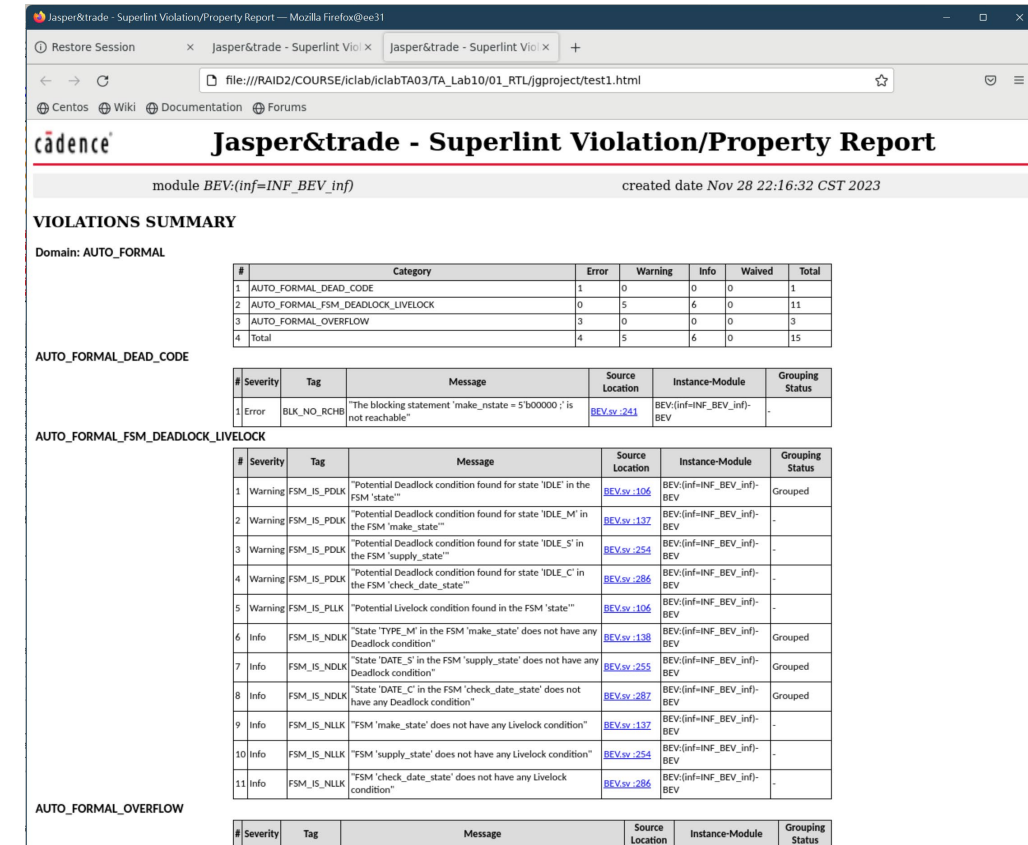 Jasper&trade - Superlint Violation/Property Report — Mozilla Firefox@ee31
Restore Session
Jasper&trade - Superlint Viol
Jasper&trade - Superlint Viol
file:///RAID2/COURSE/iclab/iclabTA03/TA_Lab10/01_RTL/jgproject/test1.html
Centos Wiki Documentation Forums
cādence®
Jasper&trade - Superlint Violation/Property Report
module BEV:(inf=INF_BEV_inf) created date Nov 28 22:16:32 CST 2023
VIOLATIONS SUMMARY
Domain: AUTO_FORMAL
# Category Error Warning Info Waived Total
1 AUTO_FORMAL_DEAD_CODE 1 0 0 0 1
2 AUTO_FORMAL_FSM_DEADLOCK_LIVELOCK 0 5 6 0 11
3 AUTO_FORMAL_OVERFLOW 3 0 0 0 3
4 Total 4 5 6 0 15
AUTO_FORMAL_DEAD_CODE
# Severity Tag Message Source Location Instance-Module Grouping Status
1 Error BLK_NO_RCHB "The blocking statement 'make_nstate = 5'b00000 ;' is not reachable" BEV.sv :241 BEV:(inf=INF_BEV_inf)-BEV -
AUTO_FORMAL_FSM_DEADLOCK_LIVELOCK
# Severity Tag Message Source Location Instance-Module Grouping Status
1 Warning FSM_IS_PDLK "Potential Deadlock condition found for state 'IDLE' in the FSM 'state'" BEV.sv :106 BEV:(inf=INF_BEV_inf)-BEV Grouped
2 Warning FSM_IS_PDLK "Potential Deadlock condition found for state 'IDLE_M' in the FSM 'make_state'" BEV.sv :137 BEV:(inf=INF_BEV_inf)-BEV -
3 Warning FSM_IS_PDLK "Potential Deadlock condition found for state 'IDLE_S' in the FSM 'supply_state'" BEV.sv :254 BEV:(inf=INF_BEV_inf)-BEV -
4 Warning FSM_IS_PDLK "Potential Deadlock condition found for state 'IDLE_C' in the FSM 'check_date_state'" BEV.sv :286 BEV:(inf=INF_BEV_inf)-BEV -
5 Warning FSM_IS_PLLK "Potential Livelock condition found in the FSM 'state'" BEV.sv :106 BEV:(inf=INF_BEV_inf)-BEV -
6 Info FSM_IS_NDLK "State 'TYPE_M' in the FSM 'make_state' does not have any Deadlock condition" BEV.sv :138 BEV:(inf=INF_BEV_inf)-BEV Grouped
7 Info FSM_IS_NDLK "State 'DATE_S' in the FSM 'supply_state' does not have any Deadlock condition" BEV.sv :255 BEV:(inf=INF_BEV_inf)-BEV Grouped
8 Info FSM_IS_NDLK "State 'DATE_C' in the FSM 'check_date_state' does not have any Deadlock condition" BEV.sv :287 BEV:(inf=INF_BEV_inf)-BEV Grouped
9 Info FSM_IS_NLLK "FSM 'make_state' does not have any Livelock condition" BEV.sv :137 BEV:(inf=INF_BEV_inf)-BEV -
10 Info FSM_IS_NLLK "FSM 'supply_state' does not have any Livelock condition" BEV.sv :254 BEV:(inf=INF_BEV_inf)-BEV -
11 Info FSM_IS_NLLK "FSM 'check_date_state' does not have any Livelock condition" BEV.sv :286 BEV:(inf=INF_BEV_inf)-BEV -
AUTO_FORMAL_OVERFLOW
# Severity Tag Message Source Location Instance-Module Grouping Status